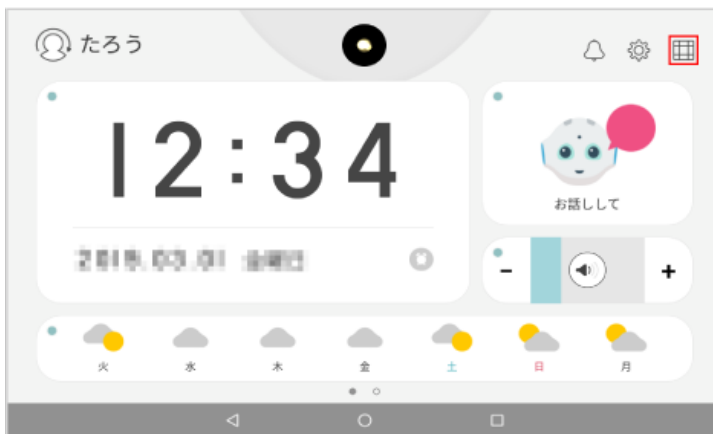 たろう
12:34
お話しして
- +
火 水 木 金 土 日 月